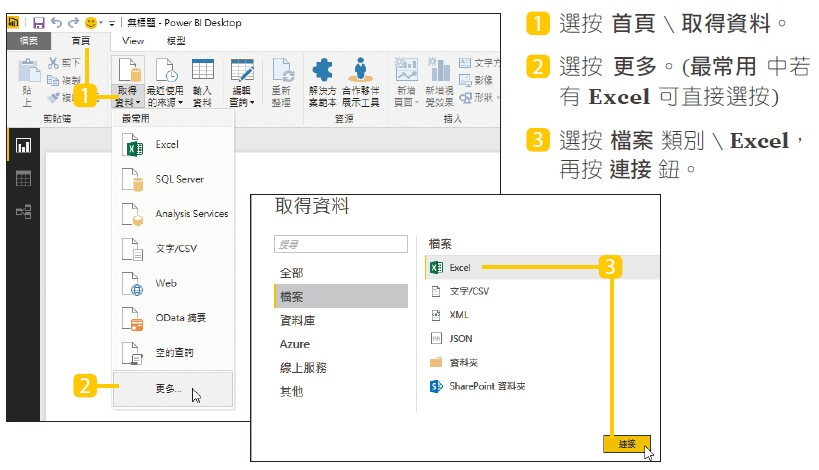 無標題 - Power BI Desktop
檔案 首頁 View 模型
貼上
剪下
複製
取得資料
最近使用的來源
輸入資料
編輯查詢
重新整理
解決方案範本
合作夥伴展示工具
新增頁面
新增視覺效果
文字方
影像
形狀
剪貼簿
資源
插入
1
最常用
Excel
SQL Server
Analysis Services
文字/CSV
Web
OData 摘要
空的查詢
2
更多...
取得資料
搜尋
全部
檔案
資料庫
Azure
線上服務
其他
檔案
Excel
3
文字/CSV
XML
JSON
資料夾
SharePoint 資料夾
連接
1 選按 首頁 \ 取得資料。
2 選按 更多。(最常用 中若
有 Excel 可直接選按)
3 選按 檔案 類別 \ Excel，
再按 連接 鈕。